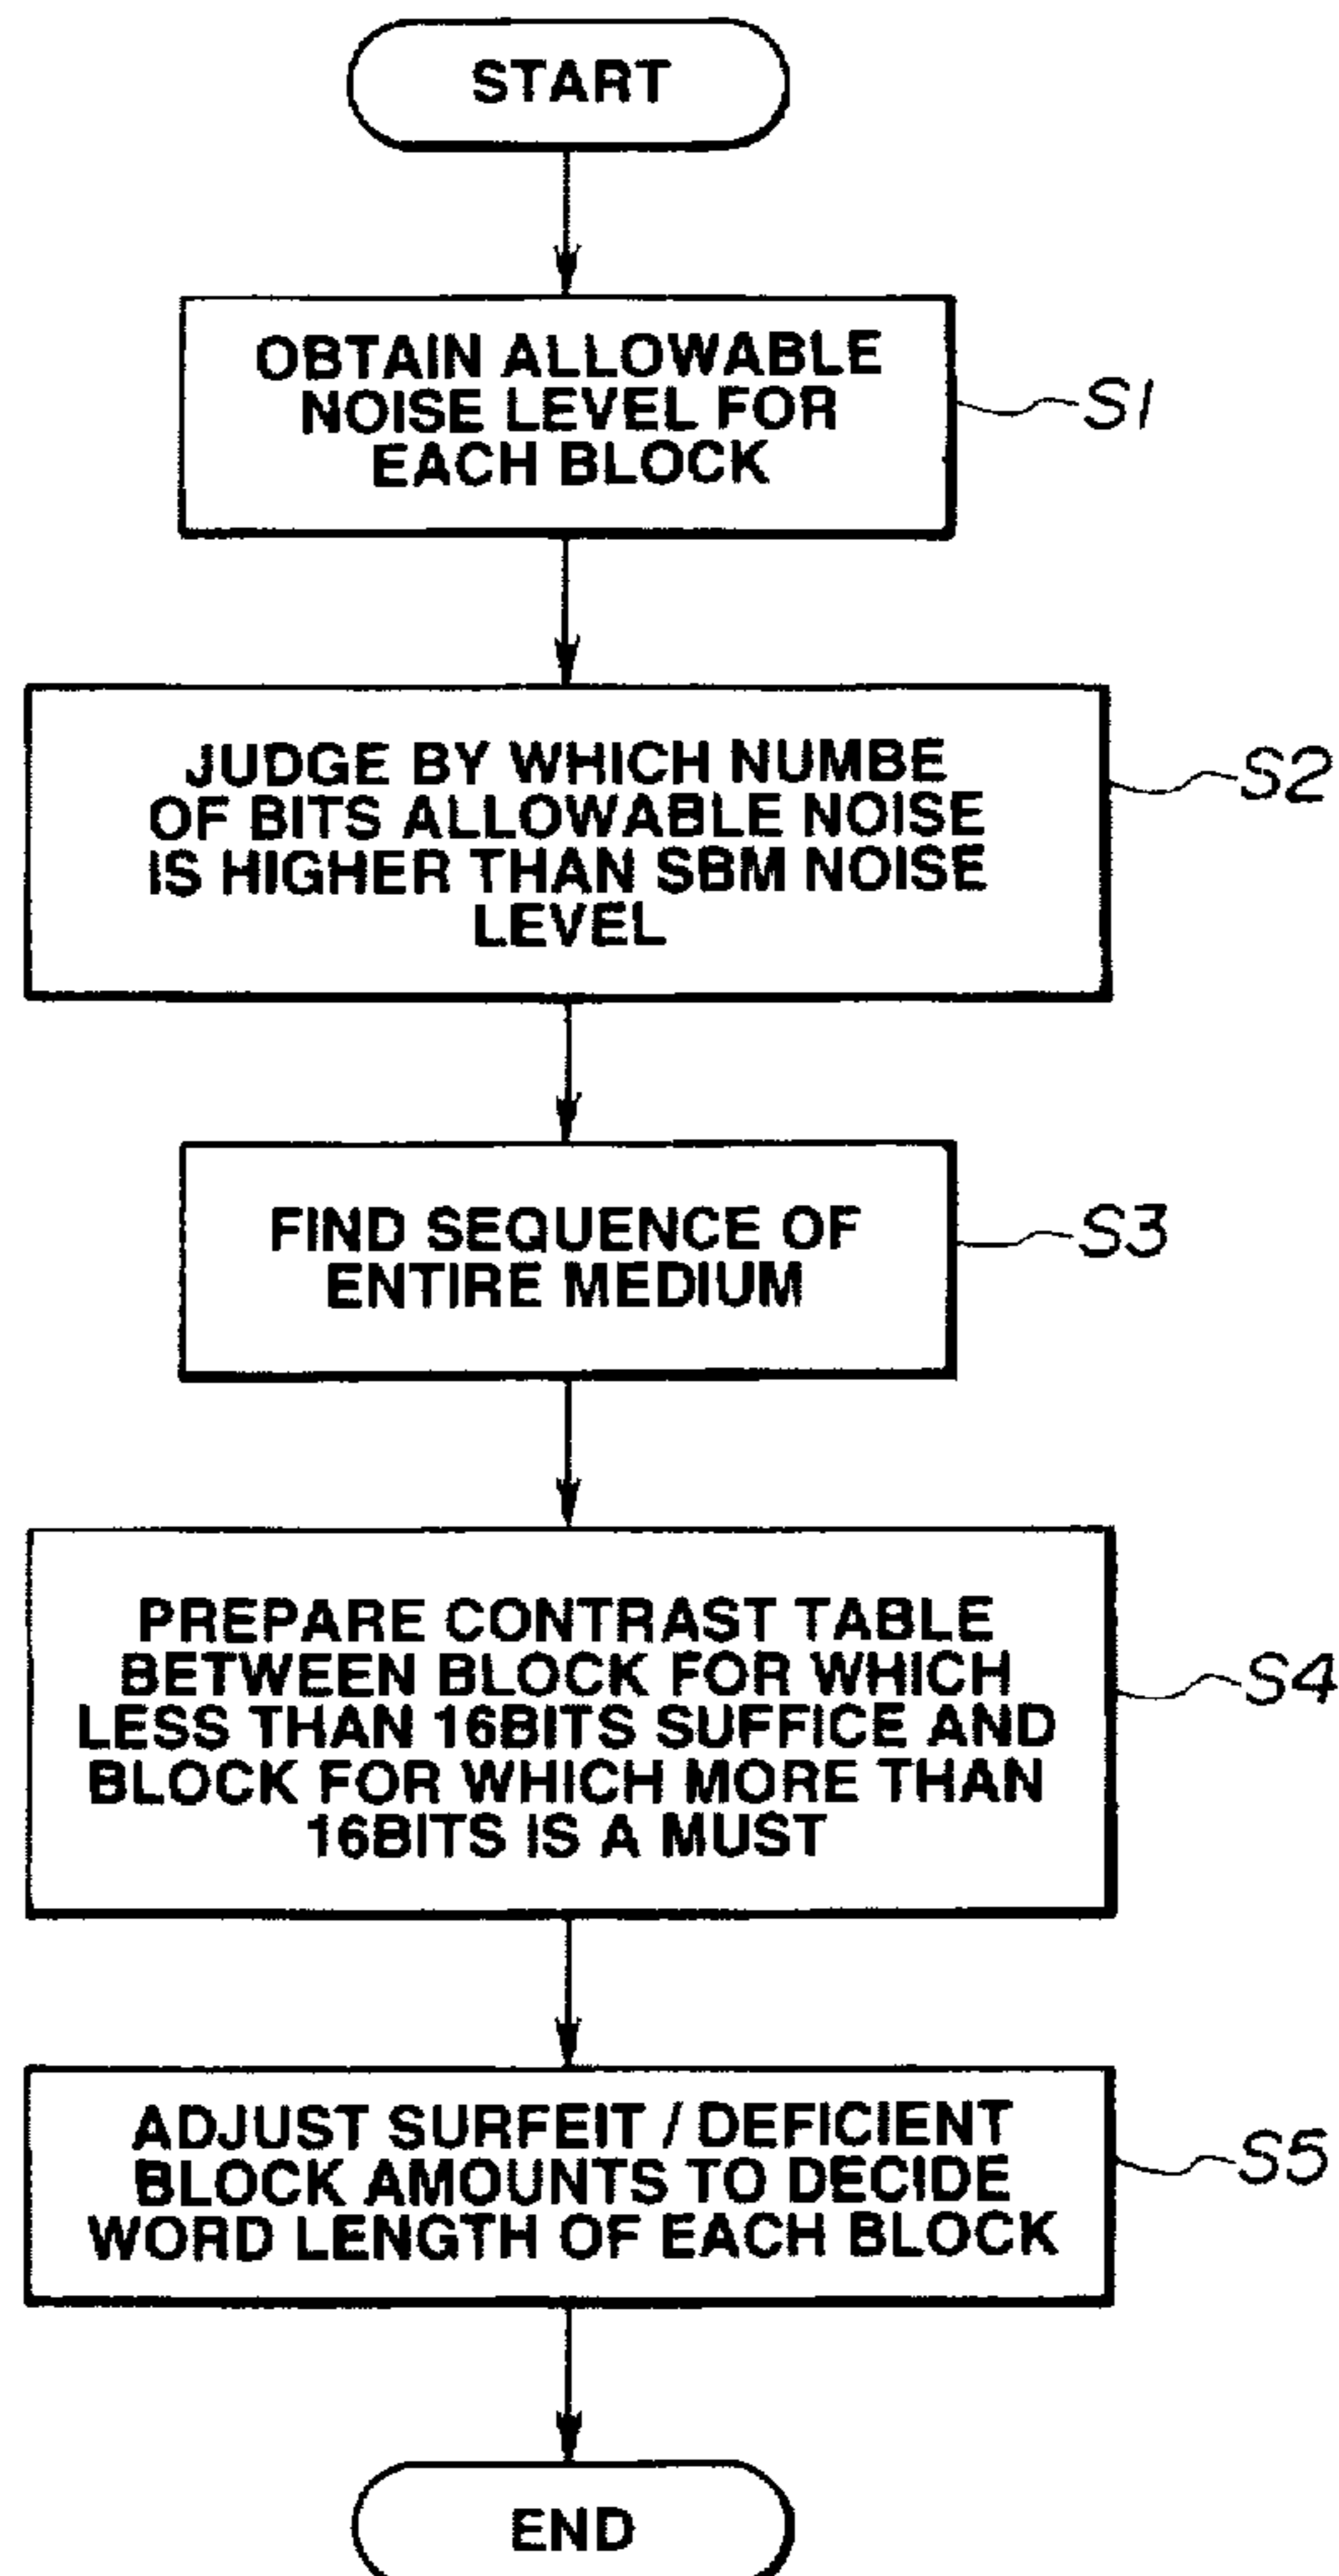 START
OBTAIN ALLOWABLE
NOISE LEVEL FOR
EACH BLOCK
S1
JUDGE BY WHICH NUMBE
OF BITS ALLOWABLE NOISE
IS HIGHER THAN SBM NOISE
LEVEL
S2
FIND SEQUENCE OF
ENTIRE MEDIUM
S3
PREPARE CONTRAST TABLE
BETWEEN BLOCK FOR WHICH
LESS THAN 16BITS SUFFICE AND
BLOCK FOR WHICH MORE THAN
16BITS IS A MUST
S4
ADJUST SURFEIT / DEFICIENT
BLOCK AMOUNTS TO DECIDE
WORD LENGTH OF EACH BLOCK
S5
END